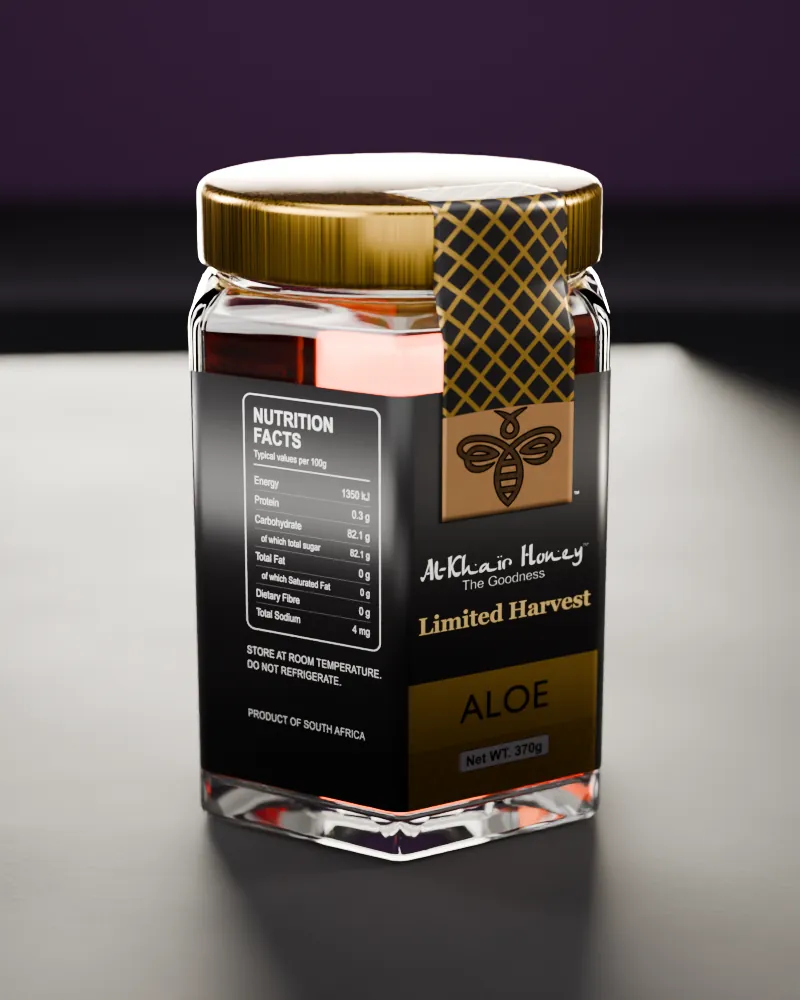 NUTRITION
FACTS
Typical values per 100g
Energy 1350 kJ
Protein 0.3 g
Carbohydrate 82.1 g
of which total sugar 82.1 g
Total Fat 0 g
of which Saturated Fat 0 g
Dietary Fibre 0 g
Total Sodium 4 mg
STORE AT ROOM TEMPERATURE.
DO NOT REFRIGERATE.
PRODUCT OF SOUTH AFRICA
™
Al-Khair Honey™
The Goodness
Limited Harvest
ALOE
Net WT. 370g